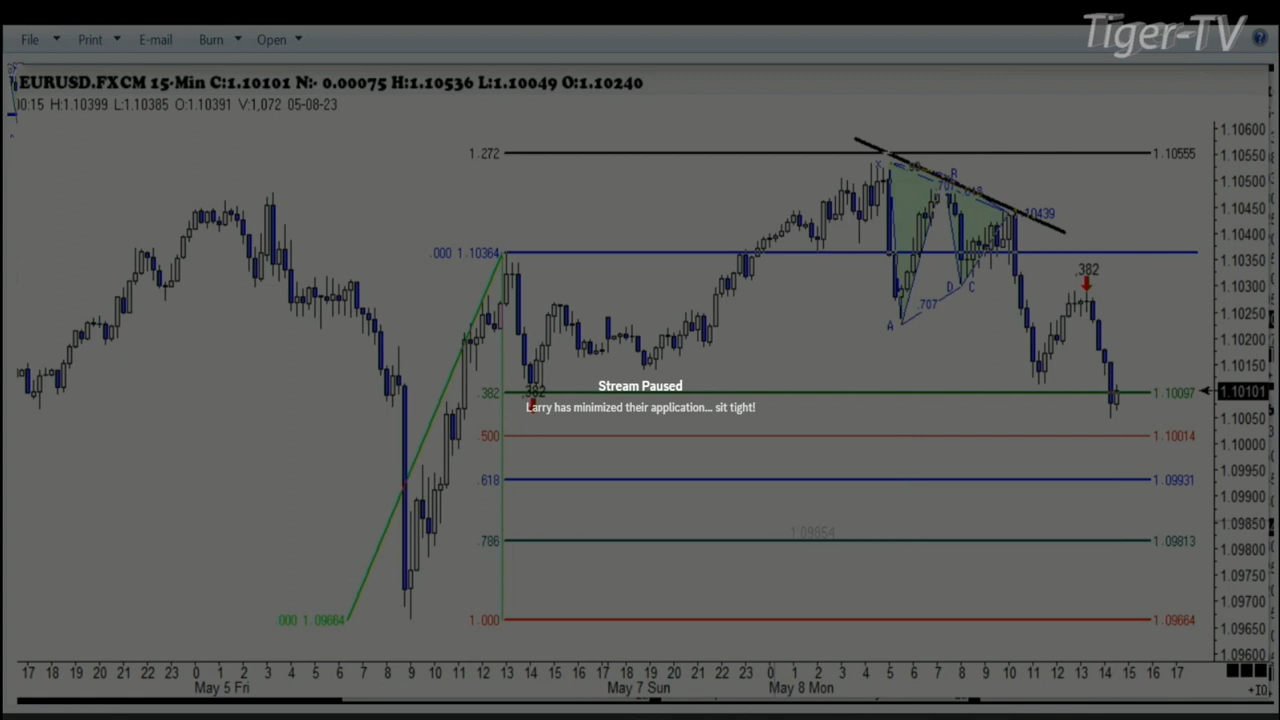 Tiger-TV
File Print E-mail Burn Open
EURUSD.FXCM 15-Min C:1.10101 N:- 0.00075 H:1.10536 L:1.10049 O:1.10240
H:1.10399 L:1.10385 O:1.10391 V:1,072 05-08-23
1.10600
1.272 1.10555
1.10550
X B
.707
1.10500
1.10450
10439
1.10400
.000 1.10364
1.10350
.382
1.10300
D C
.707
A
1.10250
1.10200
1.10150
Stream Paused
.382 .382 1.10097 1.10101
Larry has minimized their application... sit tight!
1.10050
.500 1.10014
1.10000
1.09950
.618 1.09931
1.09900
1.09850
1.09854
.786 1.09813
1.09800
1.09750
1.09700
.000 1.09664 1.000 1.09664
1.09650
1.09600
17 18 19 20 21 22 23 0 1 2 3 4 5 6 7 8 9 10 11 12 13 14 15 16 17 18 19 20 21 22 23 0 1 2 3 4 5 6 7 8 9 10 11 12 13 14 15 16 17
May 5 Fri May 7 Sun May 8 Mon